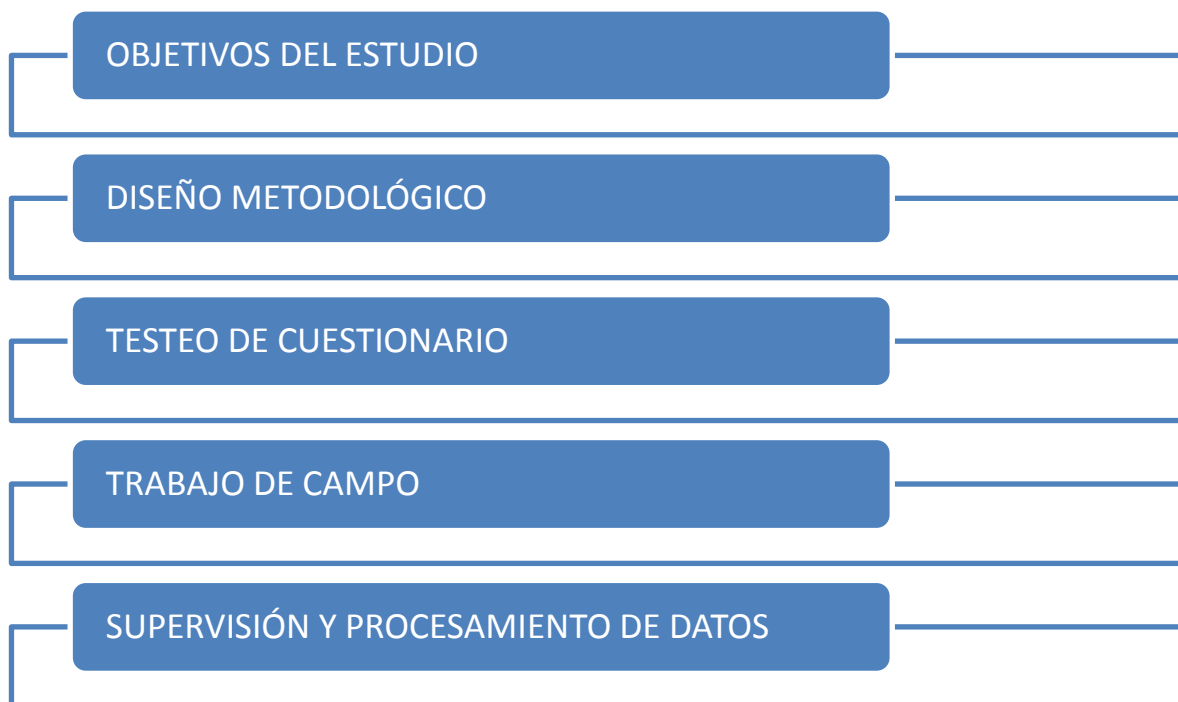 OBJETIVOS DEL ESTUDIO
DISEÑO METODOLÓGICO
TESTEO DE CUESTIONARIO
TRABAJO DE CAMPO
SUPERVISIÓN Y PROCESAMIENTO DE DATOS